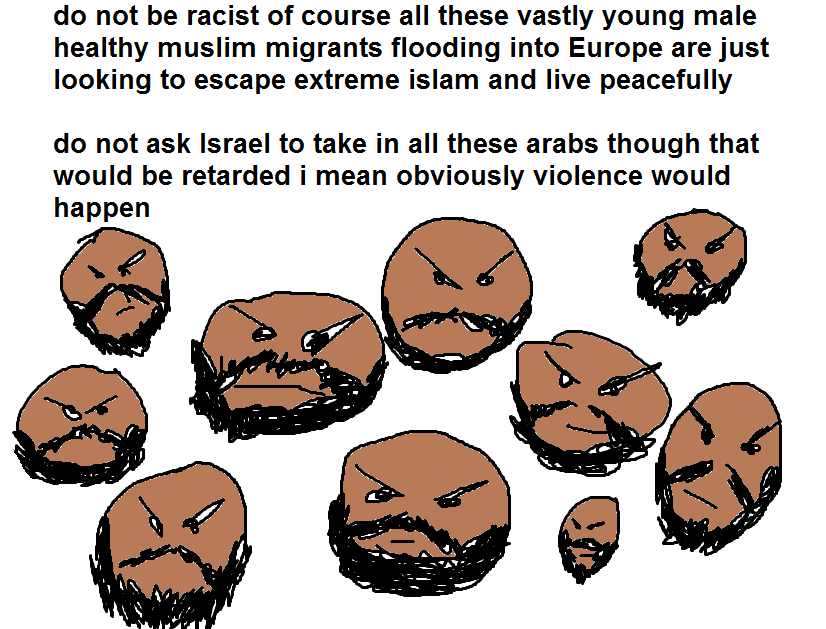 do not be racist of course all these vastly young male
healthy muslim migrants flooding into Europe are just
looking to escape extreme islam and live peacefully
do not ask Israel to take in all these arabs though that
would be retarded i mean obviously violence would
happen